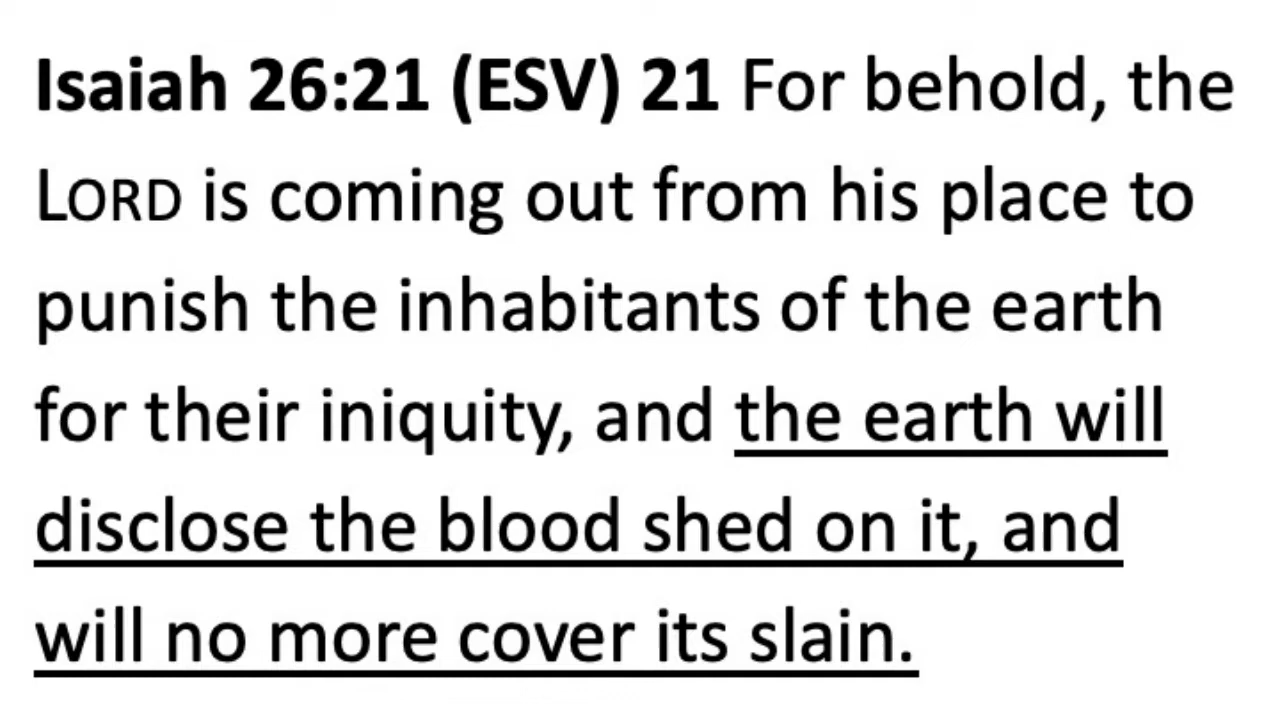 Isaiah 26:21 (ESV) 21 For behold, the
LORD is coming out from his place to
punish the inhabitants of the earth
for their iniquity, and the earth will
disclose the blood shed on it, and
will no more cover its slain.